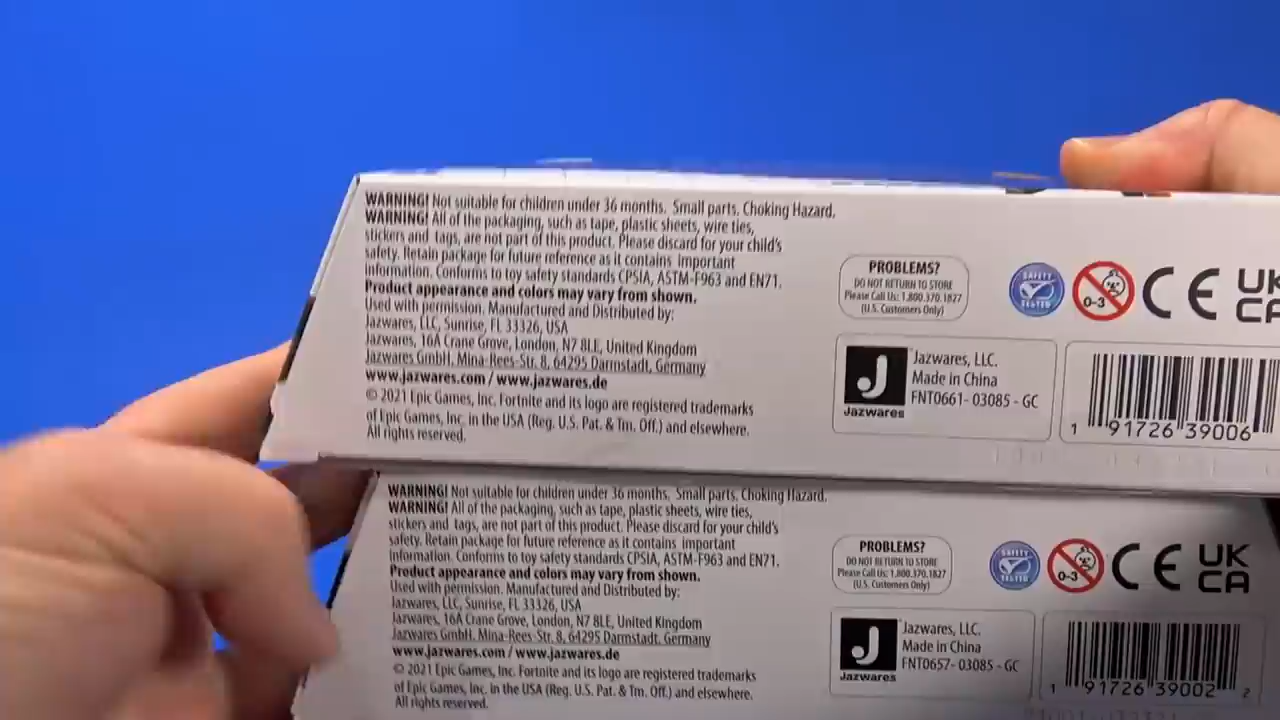 WARNING! Not suitable for children under 36 months. Small parts. Choking Hazard.
WARNING! All of the packaging, such as tape, plastic sheets, wire ties,
stickers and tags, are not part of this product. Please discard for your child's
safety. Retain package for future reference as it contains important
information. Conforms to toy safety standards CPSIA, ASTM-F963 and EN71.
Product appearance and colors may vary from shown.
Used with permission. Manufactured and Distributed by:
Jazwares, LLC, Sunrise, FL 33326, USA
Jazwares, 16A Crane Grove, London, N7 8LE, United Kingdom
Jazwares GmbH. Mina-Rees-Str. 8, 64295 Darmstadt, Germany
www.jazwares.com / www.jazwares.de
© 2021 Epic Games, Inc. Fortnite and its logo are registered trademarks
of Epic Games, Inc. in the USA (Reg. U.S. Pat. & Tm. Off.) and elsewhere.
All rights reserved.
PROBLEMS?
DO NOT RETURN TO STORE
Please Call Us: 1.800.370.1827
(U.S. Customers Only)
SAFETY
TESTED
0-3
CE
UK
CA
J
Jazwares
Jazwares, LLC.
Made in China
FNT0661- 03085 - GC
1 91726 39006
WARNING! Not suitable for children under 36 months. Small parts. Choking Hazard.
WARNING! All of the packaging, such as tape, plastic sheets, wire ties,
stickers and tags, are not part of this product. Please discard for your child's
safety. Retain package for future reference as it contains important
information. Conforms to toy safety standards CPSIA, ASTM-F963 and EN71.
Product appearance and colors may vary from shown.
Used with permission. Manufactured and Distributed by:
Jazwares, LLC, Sunrise, FL 33326, USA
Jazwares, 16A Crane Grove, London, N7 8LE, United Kingdom
Jazwares GmbH. Mina-Rees-Str. 8, 64295 Darmstadt, Germany
www.jazwares.com / www.jazwares.de
© 2021 Epic Games, Inc. Fortnite and its logo are registered trademarks
of Epic Games, Inc. in the USA (Reg. U.S. Pat. & Tm. Off.) and elsewhere.
All rights reserved.
PROBLEMS?
DO NOT RETURN TO STORE
Please Call Us: 1.800.370.1827
(U.S. Customers Only)
SAFETY
TESTED
0-3
CE
UK
CA
J
Jazwares
Jazwares, LLC.
Made in China
FNT0657- 03085 - GC
1 91726 39002 2